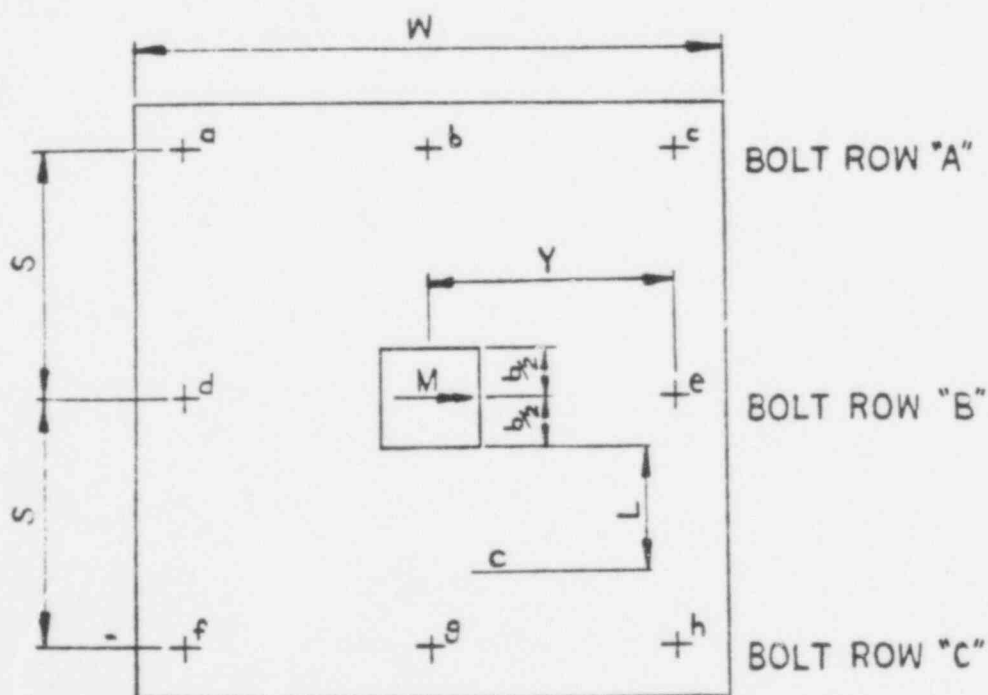 W
a b c BOLT ROW "A"
S
Y
b/2
M
d e BOLT ROW "B"
b/2
S
L
C
f g h BOLT ROW "C"